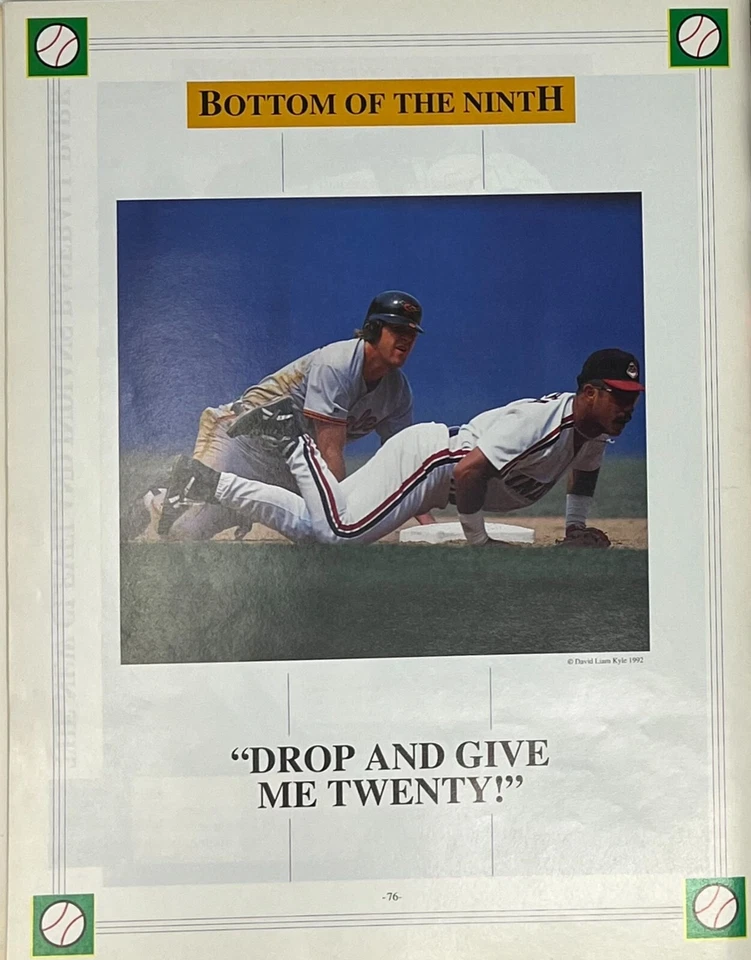 BOTTOM OF THE NINTH
© David Liam Kyle 1992
“DROP AND GIVE
ME TWENTY!”
-76-